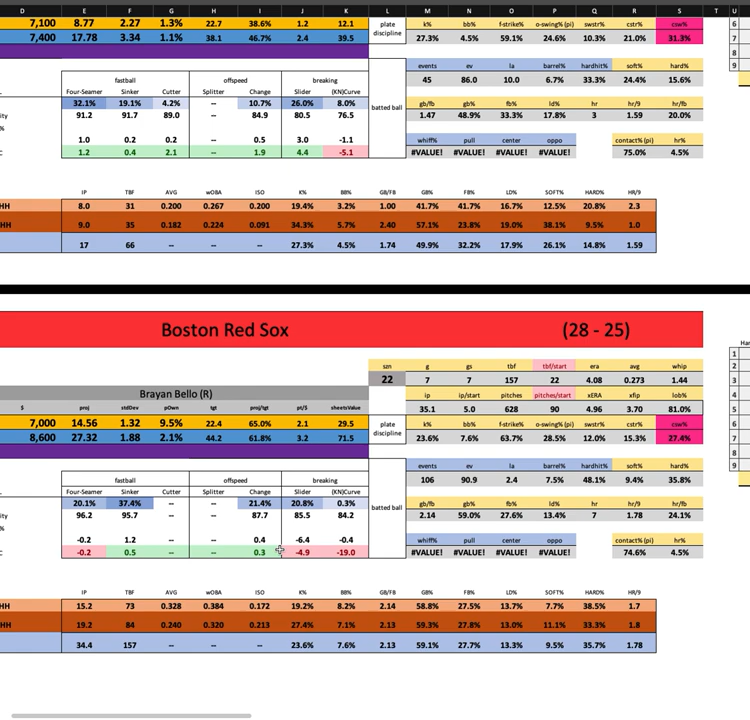 D E F G H I J K L M N O P Q R S T U V
7,100 8.77 2.27 1.3% 22.7 38.6% 1.2 12.1 plate discipline k% bb% f-strike% o-swing% (pi) swstr% cstr% csw% 6
7,400 17.78 3.34 1.1% 38.1 46.7% 2.4 39.5 27.3% 4.5% 59.1% 24.6% 10.3% 21.0% 31.3% 7
8
events ev la barrel% hardhit% soft% hard% 9
fastball offspeed breaking 45 86.0 10.0 6.7% 33.3% 24.4% 15.6%
Four-Seamer Sinker Cutter Splitter Change Slider (KN)Curve
32.1% 19.1% 4.2% -- 10.7% 26.0% 8.0% batted ball gb/fb gb% fb% ld% hr hr/9 hr/fb
ity 91.2 91.7 89.0 -- 84.9 80.5 76.5 1.47 48.9% 33.3% 17.8% 3 1.59 20.0%
%
1.0 0.2 0.2 0.5 3.0 -1.1 whiff% pull center oppo contact% (pi) hr%
C 1.2 0.4 2.1 -- 1.9 4.4 -5.1 #VALUE! #VALUE! #VALUE! #VALUE! 75.0% 4.5%
IP TBF AVG wOBA ISO K% BB% GB/FB GB% FB% LD% SOFT% HARD% HR/9
HH 8.0 31 0.200 0.267 0.200 19.4% 3.2% 1.00 41.7% 41.7% 16.7% 12.5% 20.8% 2.3
HH 9.0 35 0.182 0.224 0.091 34.3% 5.7% 2.40 57.1% 23.8% 19.0% 38.1% 9.5% 1.0
17 66 -- -- -- 27.3% 4.5% 1.74 49.9% 32.2% 17.9% 26.1% 14.8% 1.59
Boston Red Sox (28 - 25)
Har
1
szn g gs tbf tbf/start era avg whip 2
22 7 7 157 22 4.08 0.273 1.44 3
Brayan Bello (R) ip ip/start pitches pitches/start xERA xfip lob% 4
$ proj stdDev pOwn tgt proj/tgt pt/$ sheetsValue 35.1 5.0 628 90 4.96 3.70 81.0% 5
7,000 14.56 1.32 9.5% 22.4 65.0% 2.1 29.5 plate discipline k% bb% f-strike% o-swing% (pi) swstr% cstr% csw% 6
8,600 27.32 1.88 2.1% 44.2 61.8% 3.2 71.5 23.6% 7.6% 63.7% 28.5% 12.0% 15.3% 27.4% 7
8
events ev la barrel% hardhit% soft% hard% 9
fastball offspeed breaking 106 90.9 2.4 7.5% 48.1% 9.4% 35.8%
Four-Seamer Sinker Cutter Splitter Change Slider (KN)Curve
20.1% 37.4% -- -- 21.4% 20.8% 0.3% batted ball gb/fb gb% fb% ld% hr hr/9 hr/fb
ity 96.2 95.7 -- -- 87.7 85.5 84.2 2.14 59.0% 27.6% 13.4% 7 1.78 24.1%
%
-0.2 1.2 0.4 -6.4 -0.4 whiff% pull center oppo contact% (pi) hr%
C -0.2 0.5 -- -- 0.3 -4.9 -19.0 #VALUE! #VALUE! #VALUE! #VALUE! 74.6% 4.5%
IP TBF AVG wOBA ISO K% BB% GB/FB GB% FB% LD% SOFT% HARD% HR/9
HH 15.2 73 0.328 0.384 0.172 19.2% 8.2% 2.14 58.8% 27.5% 13.7% 7.7% 38.5% 1.7
HH 19.2 84 0.240 0.320 0.213 27.4% 7.1% 2.13 59.3% 27.8% 13.0% 11.1% 33.3% 1.8
34.4 157 -- -- -- 23.6% 7.6% 2.13 59.1% 27.7% 13.3% 9.5% 35.7% 1.78